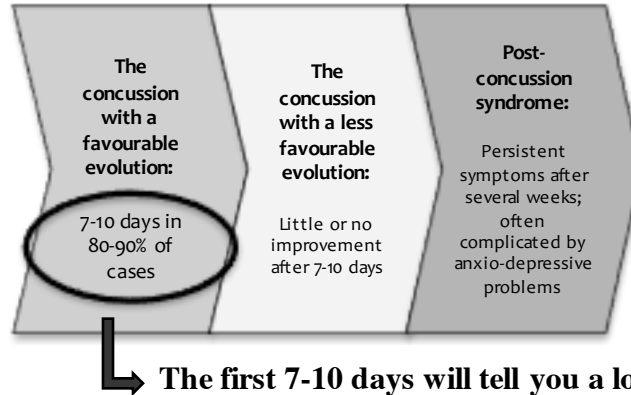 The
concussion
with a
favourable
evolution:
7-10 days in
80-90% of
cases
The
concussion
with a less
favourable
evolution:
Little or no
improvement
after 7-10 days
Post-
concussion
syndrome:
Persistent
symptoms after
several weeks;
often
complicated by
anxio-depressive
problems
The first 7-10 days will tell you a lo